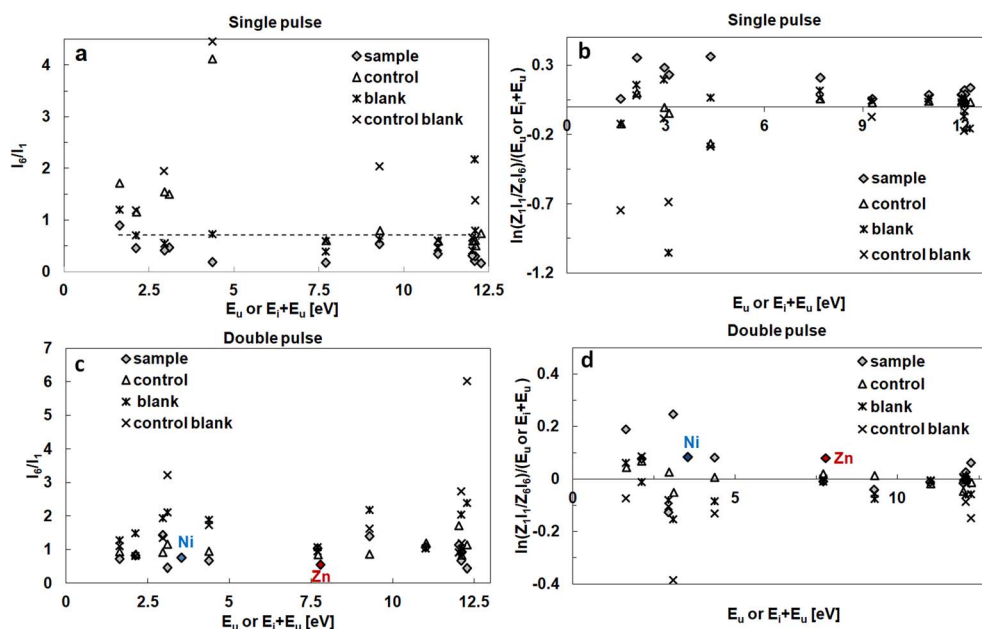 Single pulse
a
4
3
2
1
0
I6/I1
sample
control
blank
control blank
0
2.5
5
7.5
10
12.5
Eu or Ei+Eu [eV]
Single pulse
b
0.3
-0.2
-0.7
-1.2
ln(Z1I1/Z6I6)/(Eu or Ei+Eu)
0
3
6
9
12
sample
control
blank
control blank
Eu or Ei+Eu [eV]
Double pulse
c
7
6
5
4
3
2
1
0
I6/I1
sample
control
blank
control blank
Ni
Zn
0
2.5
5
7.5
10
12.5
Eu or Ei+Eu [eV]
Double pulse
d
0.4
0.2
0
-0.2
-0.4
ln(Z1I1/Z6I6)/(Eu or Ei+Eu)
sample
control
blank
control blank
Ni
Zn
0
5
10
Eu or Ei+Eu [eV]